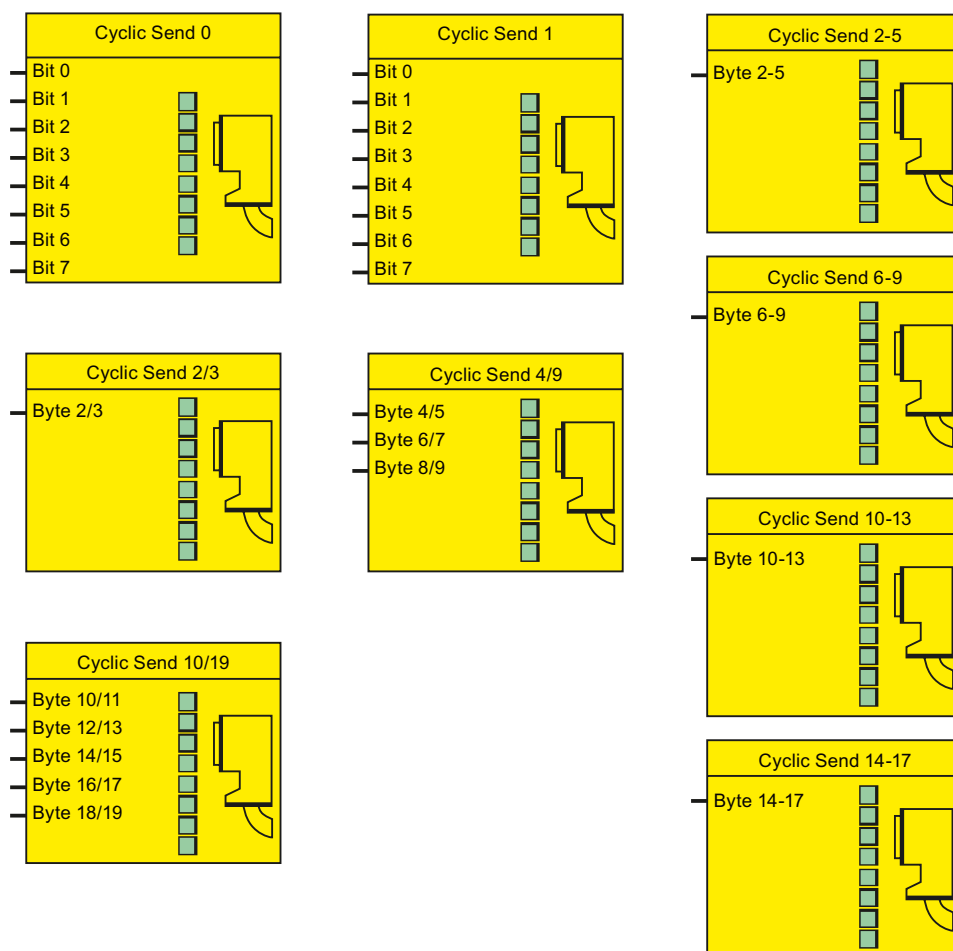 Cyclic Send 0
Bit 0
Bit 1
Bit 2
Bit 3
Bit 4
Bit 5
Bit 6
Bit 7
Cyclic Send 1
Bit 0
Bit 1
Bit 2
Bit 3
Bit 4
Bit 5
Bit 6
Bit 7
Cyclic Send 2-5
Byte 2-5
Cyclic Send 6-9
Byte 6-9
Cyclic Send 2/3
Byte 2/3
Cyclic Send 4/9
Byte 4/5
Byte 6/7
Byte 8/9
Cyclic Send 10-13
Byte 10-13
Cyclic Send 10/19
Byte 10/11
Byte 12/13
Byte 14/15
Byte 16/17
Byte 18/19
Cyclic Send 14-17
Byte 14-17